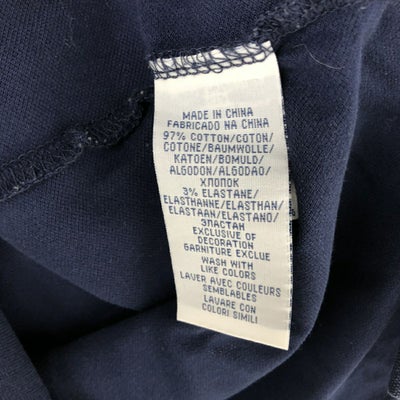 MADE IN CHINA
FABRICADO NA CHINA
97% COTTON/COTON/
COTONE/BAUMWOLLE/
KATOEN/BOMULD/
ALGODON/ALGODAO/
ХЛОПОК
3% ELASTANE/
ELASTHANNE/ELASTHAN/
ELASTAAN/ELASTANO/
ЭЛАСТАН
EXCLUSIVE OF
DECORATION
GARNITURE EXCLUE
WASH WITH
LIKE COLORS
LAVER AVEC COULEURS
SEMBLABLES
LAVARE CON
COLORI SIMILI